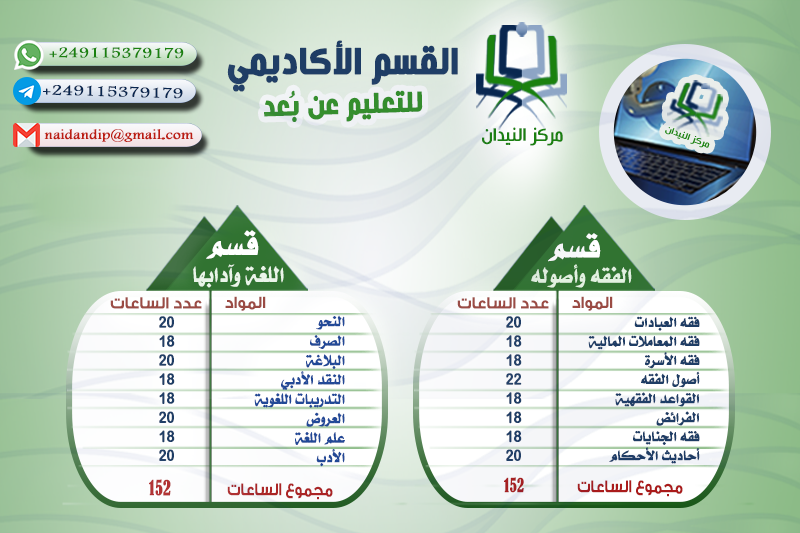 القسم الأكاديمي
للتعليم عن بُعد
مركز النيدان
مركز النيدان
+249115379179
+249115379179
naidandip@gmail.com
قسم
الفقه وأصوله
المواد عدد الساعات
فقه العبادات 20
فقه المعاملات المالية 18
فقه الأسرة 18
أصول الفقه 22
القواعد الفقهية 18
الفرائض 18
فقه الجنايات 18
أحاديث الأحكام 20
مجموع الساعات 152
قسم
اللغة وآدابها
المواد عدد الساعات
النحو 20
الصرف 18
البلاغة 20
النقد الأدبي 18
التدريبات اللغوية 18
العروض 20
علم اللغة 18
الأدب 20
مجموع الساعات 152